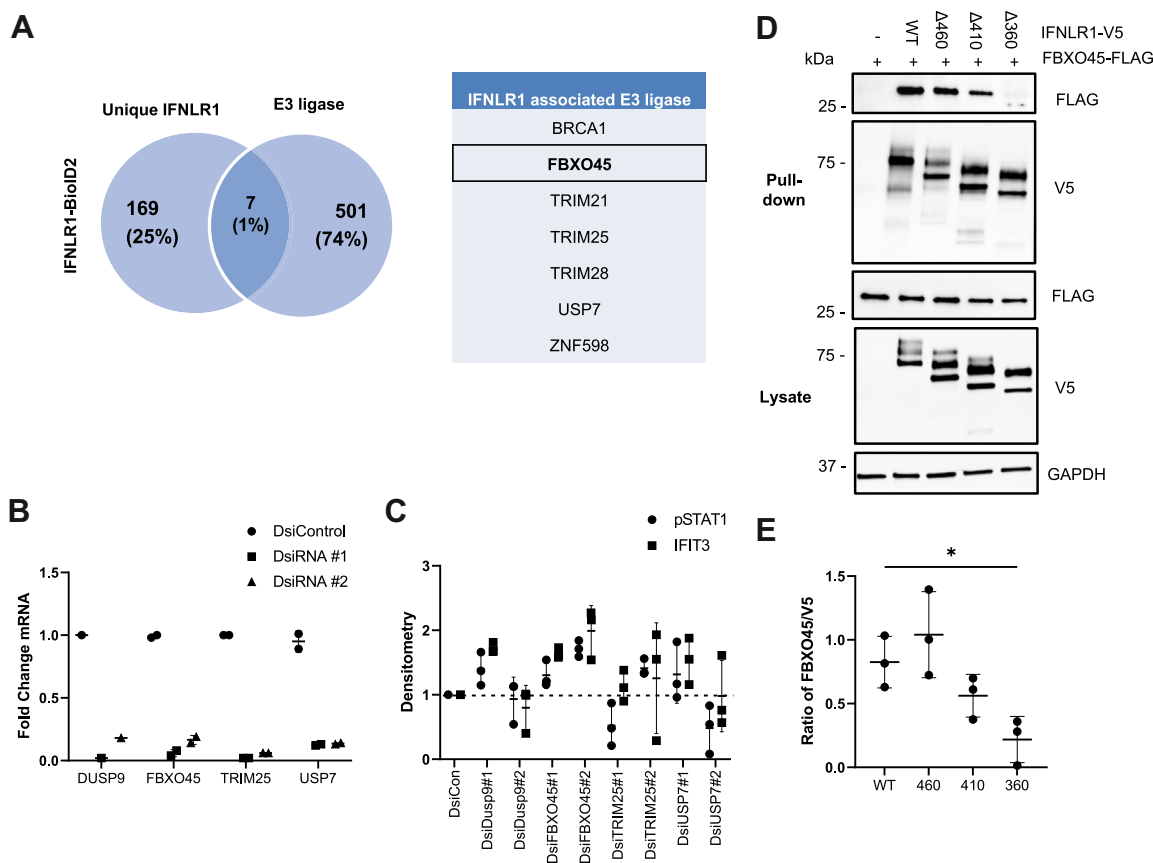 A
Unique IFNLR1
E3 ligase
IFNLR1-BioID2
169
(25%)
7
(1%)
501
(74%)
IFNLR1 associated E3 ligase
BRCA1
FBXO45
TRIM21
TRIM25
TRIM28
USP7
ZNF598
D
- WT Δ460 Δ410 Δ360 IFNLR1-V5
kDa + + + + + FBXO45-FLAG
25 - FLAG
75 - V5
Pull-
down
25 - FLAG
75 - V5
Lysate
37 - GAPDH
B
DsiControl
DsiRNA #1
DsiRNA #2
Fold Change mRNA
1.5
1.0
0.5
0.0
DUSP9 FBXO45 TRIM25 USP7
C
pSTAT1
IFIT3
Densitometry
3
2
1
0
DsiCon
DsiDusp9#1
DsiDusp9#2
DsiFBXO45#1
DsiFBXO45#2
DsiTRIM25#1
DsiTRIM25#2
DsiUSP7#1
DsiUSP7#2
E
*
Ratio of FBXO45/V5
2.0
1.5
1.0
0.5
0.0
WT 460 410 360